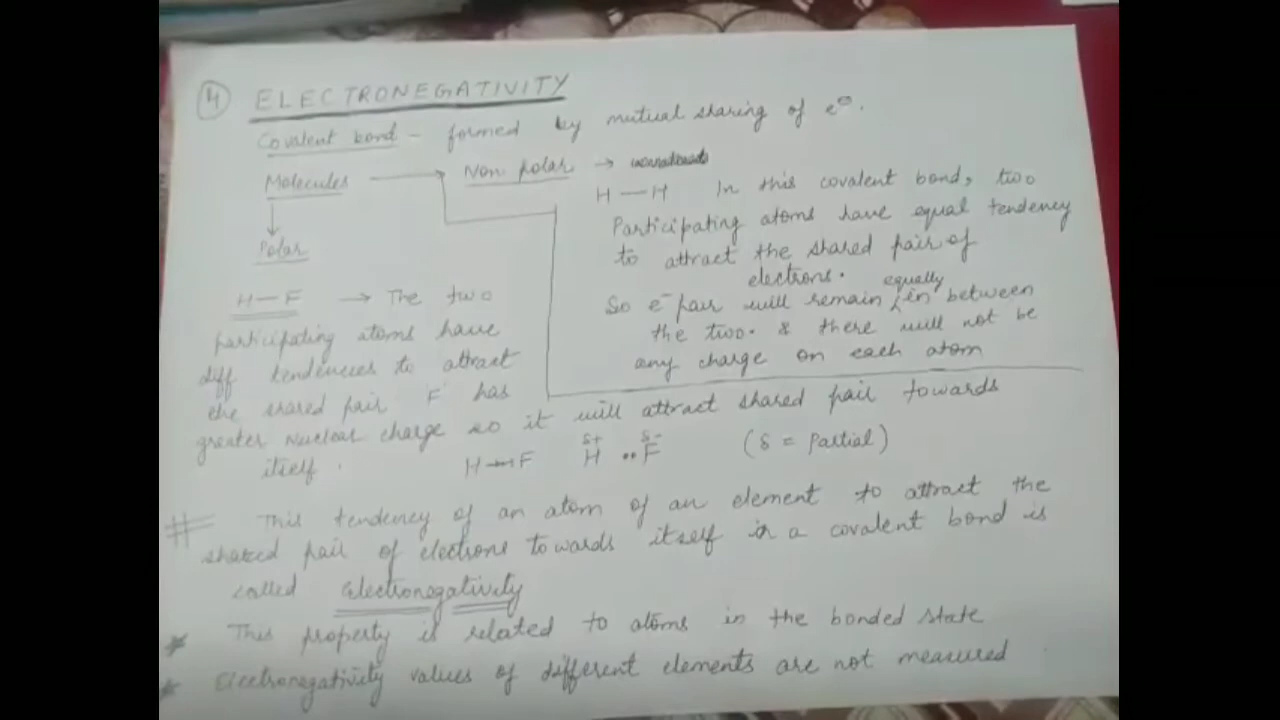 4 ELECTRONEGATIVITY
Covalent bond - formed by mutual sharing of e⊖.
Molecules → Non polar →
H — H In this covalent bond, two
Participating atoms have equal tendency
to attract the shared pair of
electrons.
So e⁻ pair will remain equally in between
the two. & there will not be
any charge on each atom
Polar
H — F → The two
participating atoms have
diff tendencies to attract
the shared pair F has
greater Nuclear charge so it will attract shared pair towards
itself.
H — F δ+ H •• δ- F (δ = Partial)
# This tendency of an atom of an element to attract the
shared pair of electrons towards itself in a covalent bond is
called Electronegativity
* This property is related to atoms in the bonded state
* Electronegativity values of different elements are not measured